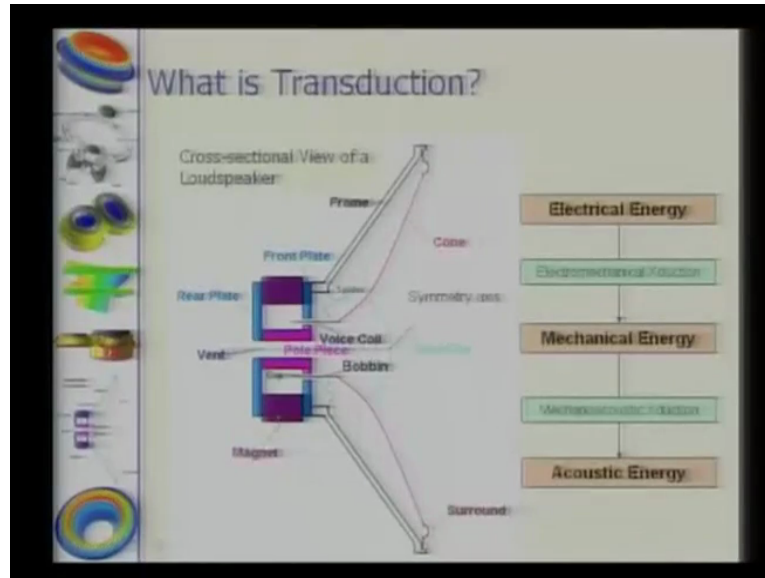 What is Transduction?
Cross-sectional View of a
Loudspeaker
Frame
Cone
Front Plate
Rear Plate
Symmetry axis
Voice Coil
Vent
Pole Piece
Bobbin
Magnet
Surround
Electrical Energy
Electromechanical Xduction
Mechanical Energy
Mechanoacoustic Xduction
Acoustic Energy